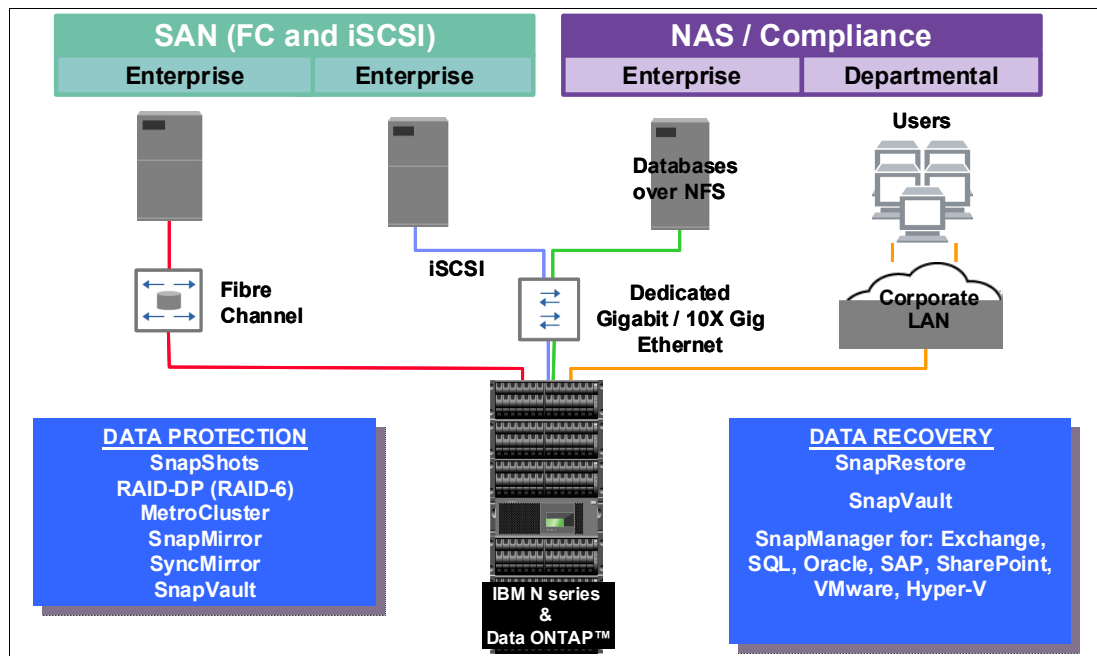 SAN (FC and iSCSI)
NAS / Compliance
Enterprise
Enterprise
Enterprise
Departmental
Users
Databases
over NFS
iSCSI
Fibre
Channel
Dedicated
Gigabit / 10X Gig
Ethernet
Corporate
LAN
DATA PROTECTION
SnapShots
RAID-DP (RAID-6)
MetroCluster
SnapMirror
SyncMirror
SnapVault
IBM N series
&
Data ONTAP™
DATA RECOVERY
SnapRestore
SnapVault
SnapManager for: Exchange,
SQL, Oracle, SAP, SharePoint,
VMware, Hyper-V